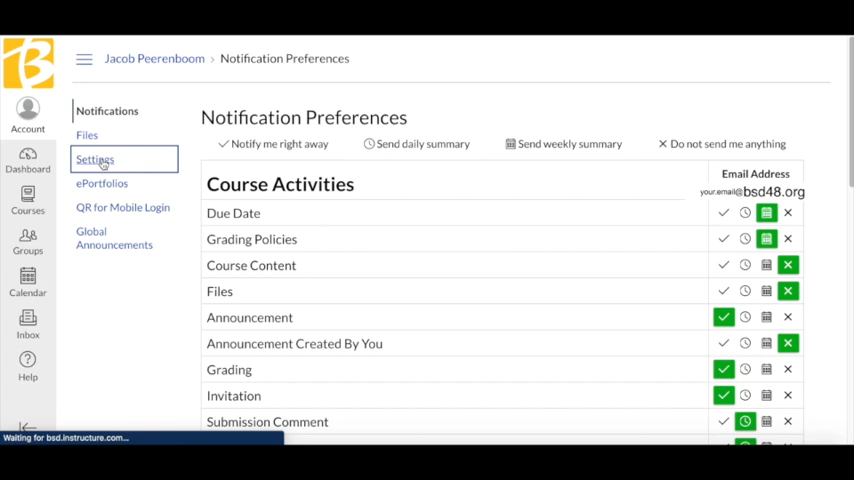 B
Jacob Peerenboom > Notification Preferences
Account
Dashboard
Courses
Groups
Calendar
Inbox
Help
Notifications
Files
Settings
ePortfolios
QR for Mobile Login
Global
Announcements
Notification Preferences
Notify me right away
Send daily summary
Send weekly summary
Do not send me anything
Course Activities
Email Address
your.email@bsd48.org
Due Date
Grading Policies
Course Content
Files
Announcement
Announcement Created By You
Grading
Invitation
Submission Comment
Waiting for bsd.instructure.com...